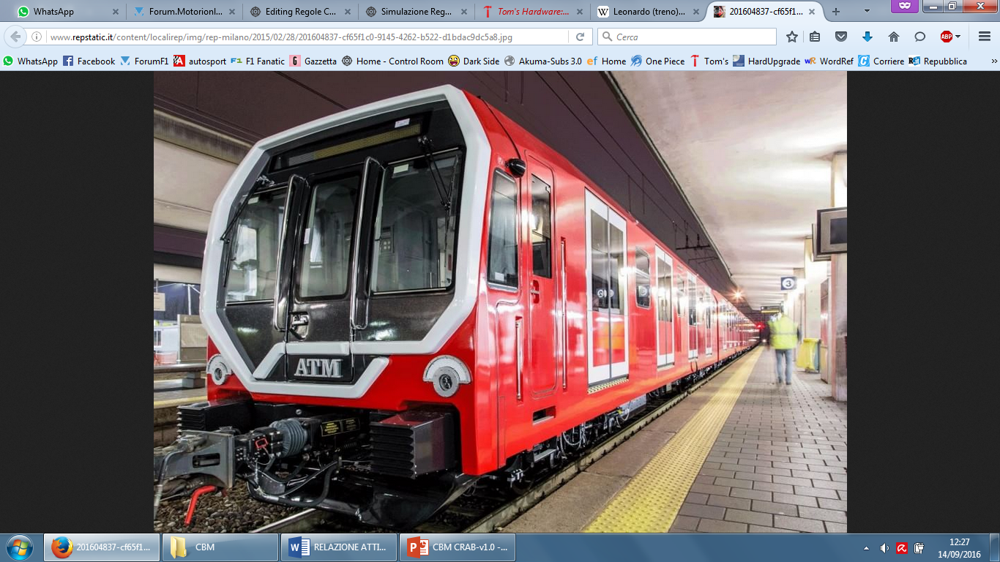 WhatsApp
Forum.Motorionl...
Editing Regole C...
Simulazione Reg...
Tom's Hardware:...
Leonardo (treno)...
201604837-cf65f1...
www.repstatic.it/content/localirep/img/rep-milano/2015/02/28/201604837-cf65f1c0-9145-4262-b522-d1bdac9dc5a8.jpg
Cerca
ABP
WhatsApp Facebook ForumF1 autosport F1 Fanatic Gazzetta Home - Control Room Dark Side Akuma-Subs 3.0 Home One Piece Tom's HardUpgrade WordRef Corriere Repubblica »
3
ATM
201604837-cf65f1...
CBM
RELAZIONE ATTI...
CBM CRAB-v1.0 -...
12:27
14/09/2016